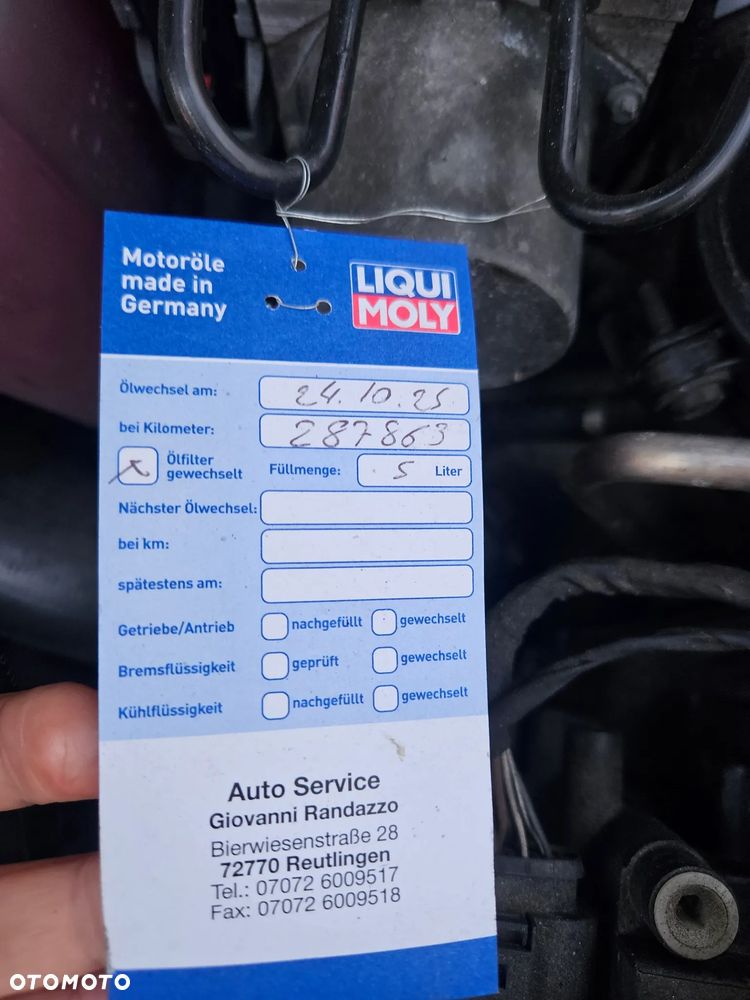 Motoröle
made in
Germany
LIQUI
MOLY
Ölwechsel am: 24.10.25
bei Kilometer: 287863
Ölfilter
gewechselt
Füllmenge: 5 Liter
Nächster Ölwechsel:
bei km:
spätestens am:
Getriebe/Antrieb nachgefüllt gewechselt
Bremsflüssigkeit geprüft gewechselt
Kühlflüssigkeit nachgefüllt gewechselt
Auto Service
Giovanni Randazzo
Bierwiesenstraße 28
72770 Reutlingen
Tel.: 07072 6009517
Fax: 07072 6009518
OTOMOTO